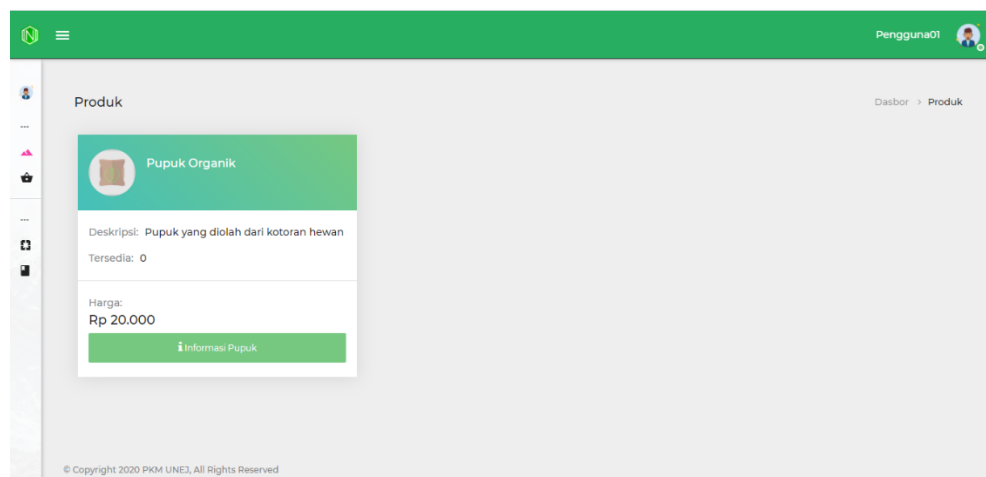 Pengguna01
Produk
Dasbor > Produk
Pupuk Organik
Deskripsi: Pupuk yang diolah dari kotoran hewan
Tersedia: 0
Harga:
Rp 20.000
Informasi Pupuk
© Copyright 2020 PKM UNEJ, All Rights Reserved